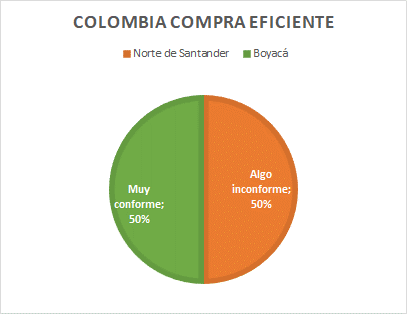 COLOMBIA COMPRA EFICIENTE
Norte de Santander Boyacá
Muy
conforme;
50%
Algo
inconforme;
50%